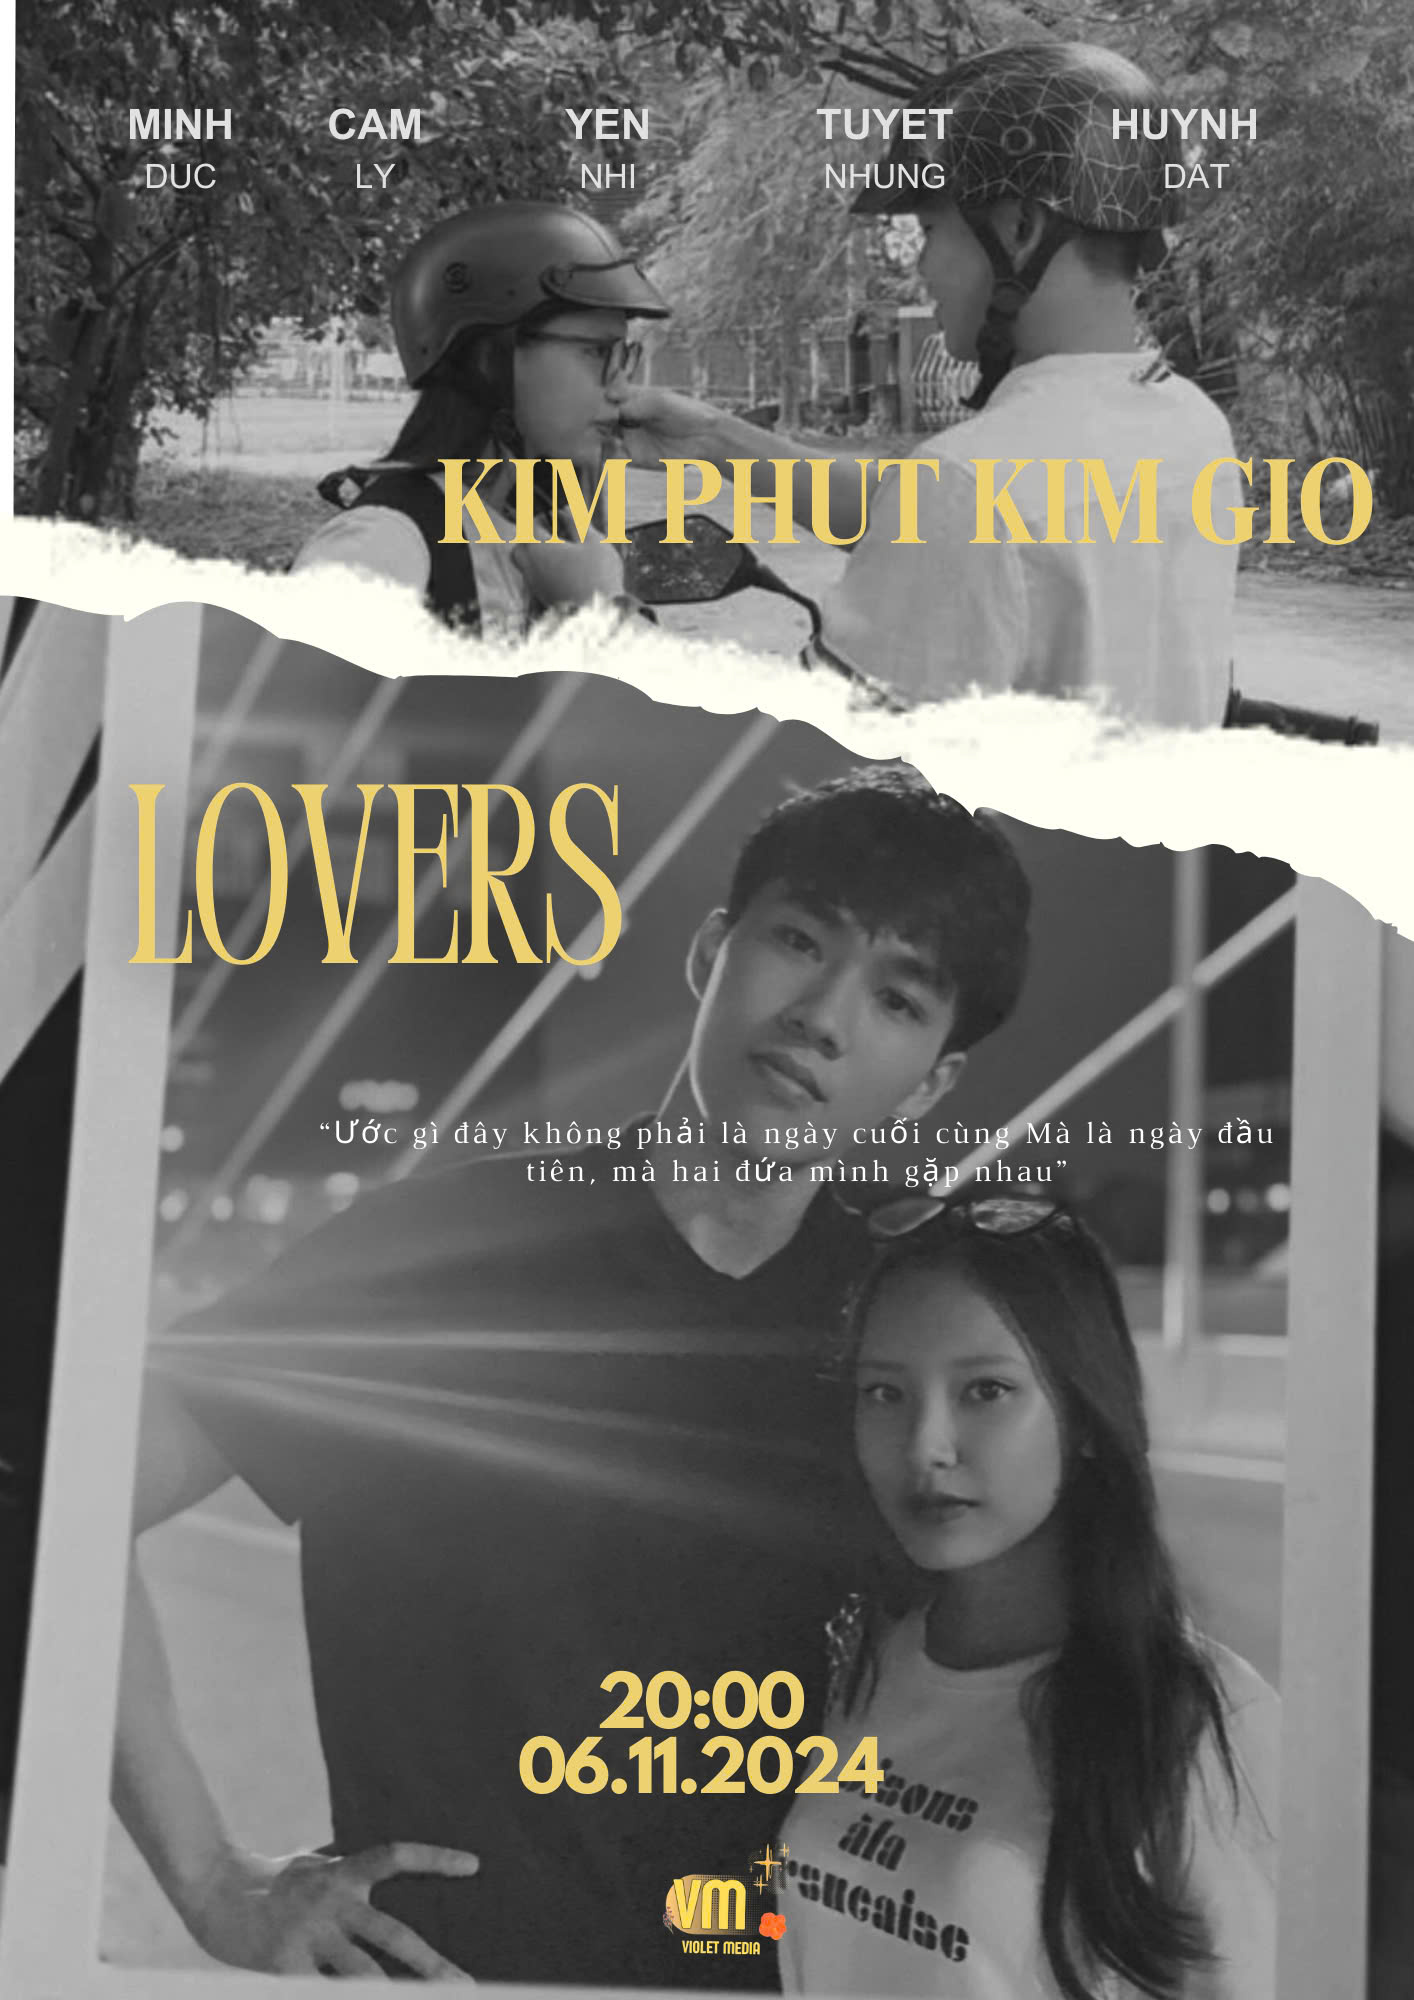 MINH CAM YEN TUYET HUYNH
DUC LY NHI NHUNG DAT
KIM PHUT KIM GIO
LOVERS
“Ước gì đây không phải là ngày cuối cùng Mà là ngày đầu
tiên, mà hai đứa mình gặp nhau”
20:00
06.11.2024
àla
VM
VIOLET MEDIA